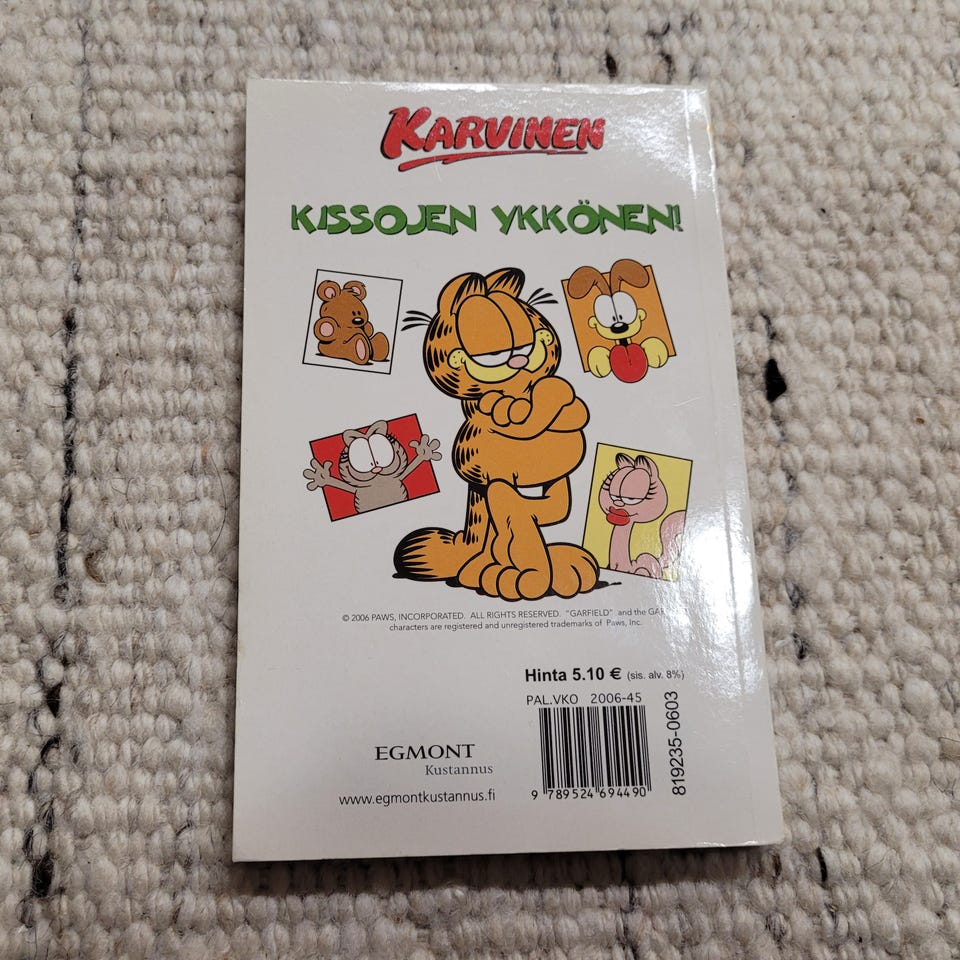 KARVINEN
KISSOJEN YKKÖNEN!
© 2006 PAWS, INCORPORATED. ALL RIGHTS RESERVED. "GARFIELD" and the
characters are registered and unregistered trademarks of Paws, Inc.
Hinta 5.10 € (sis. alv. 8%)
PAL.VKO 2006-45
819235-0603
EGMONT
Kustannus
www.egmontkustannus.fi
9 789524 694490